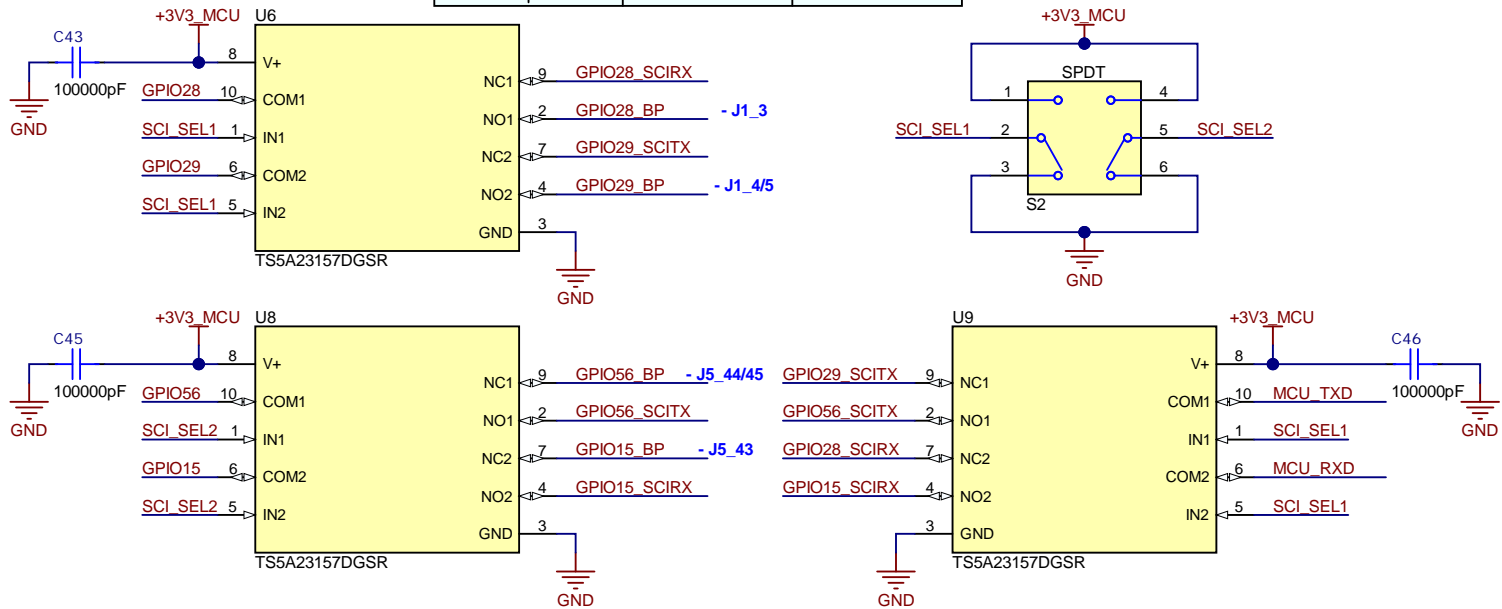 +3V3_MCU
U6
C43
100000pF
GND
8 V+
GPIO28 10 COM1
SCI_SEL1 1 IN1
GPIO29 6 COM2
SCI_SEL1 5 IN2
NC1 9 GPIO28_SCIRX
NO1 2 GPIO28_BP - J1_3
NC2 7 GPIO29_SCITX
NO2 4 GPIO29_BP - J1_4/5
GND 3
TS5A23157DGSR
GND
+3V3_MCU
SPDT
1 4
SCI_SEL1 2 5 SCI_SEL2
3 6
S2
GND
+3V3_MCU
U8
C45
100000pF
GND
8 V+
GPIO56 10 COM1
SCI_SEL2 1 IN1
GPIO15 6 COM2
SCI_SEL2 5 IN2
NC1 9 GPIO56_BP - J5_44/45
NO1 2 GPIO56_SCITX
NC2 7 GPIO15_BP - J5_43
NO2 4 GPIO15_SCIRX
GND 3
TS5A23157DGSR
GND
U9
+3V3_MCU
C46
100000pF
GND
GPIO29_SCITX 9 NC1
GPIO56_SCITX 2 NO1
GPIO28_SCIRX 7 NC2
GPIO15_SCIRX 4 NO2
3 GND
V+ 8
COM1 10 MCU_TXD
IN1 1 SCI_SEL1
COM2 6 MCU_RXD
IN2 5 SCI_SEL1
TS5A23157DGSR
GND